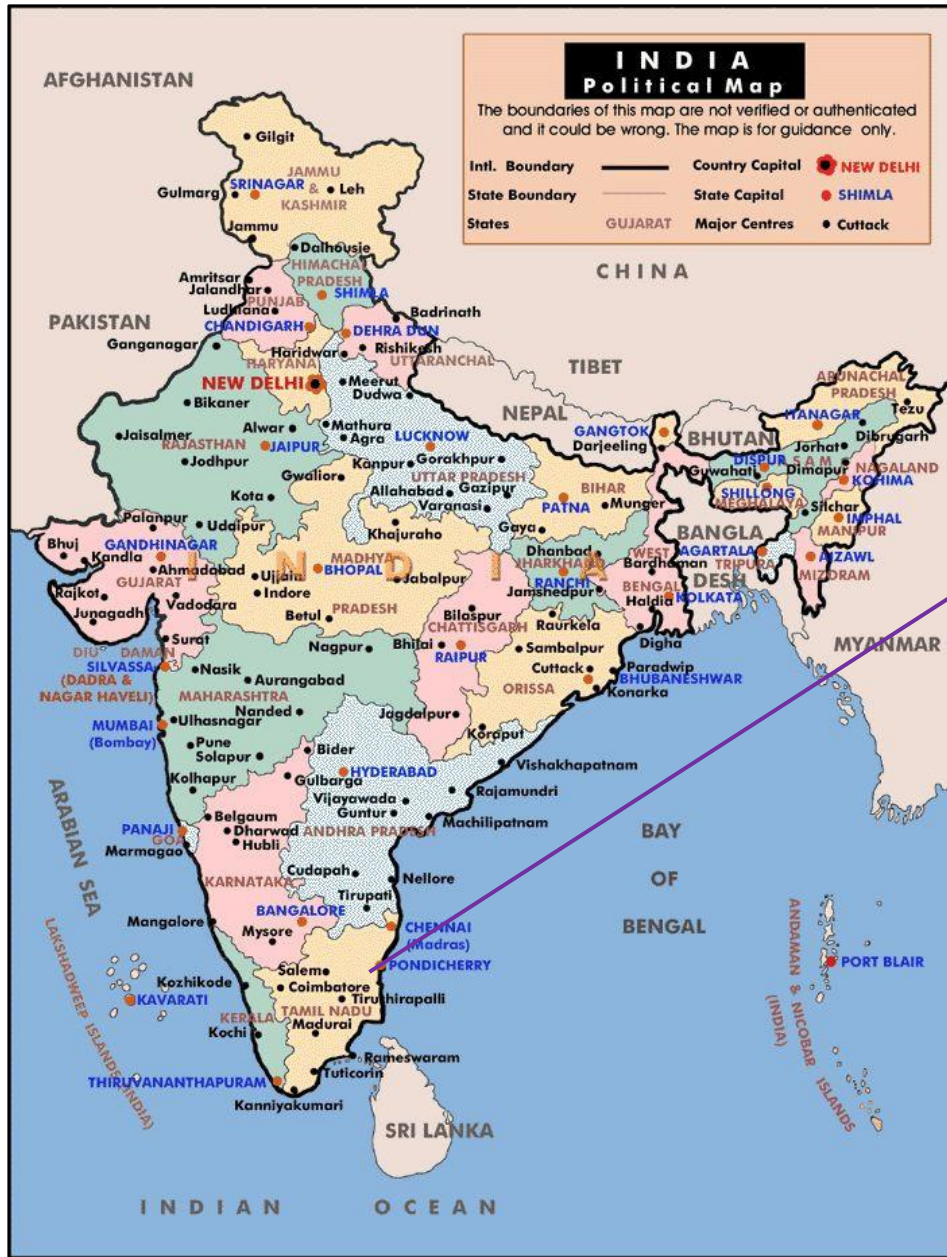 INDIA
Political Map
The boundaries of this map are not verified or authenticated
and it could be wrong. The map is for guidance only.
Intl. Boundary
Country Capital
NEW DELHI
State Boundary
State Capital
SHIMLA
States
GUJARAT
Major Centres
Cuttack
AFGHANISTAN
Gilgit
JAMMU
&
KASHMIR
SRINAGAR
Gulmarg
Leh
Jammu
CHINA
Dalhousie
HIMACHAL
PRADESH
SHIMLA
Amritsar
Jalandhar
PUNJAB
Ludhiana
PAKISTAN
CHANDIGARH
Badrinath
DEHRA DUN
Ganganagar
Haridwar
Rishikesh
UTTARANCHAL
HARYANA
TIBET
NEW DELHI
Meerut
Dudwa
ARUNACHAL
PRADESH
Bikaner
NEPAL
Tezu
ITANAGAR
Mathura
Agra
Alwar
LUCKNOW
GANGTOK
Darjeeling
BHUTAN
Dibrugarh
Jorhat
Jaisalmer
RAJASTHAN
JAIPUR
Jodhpur
Kanpur
Gorakhpur
DISPUR
ASSAM
Guwahati
Dimapur
NAGALAND
KOHIMA
Gwalior
UTTAR PRADESH
Allahabad
Gazipur
Varanasi
BIHAR
PATNA
Munger
SHILLONG
MEGHALAYA
Silchar
IMPHAL
MANIPUR
Kota
Palanpur
Udaipur
Khajuraho
Gaya
BANGLA
DESH
AGARTALA
TRIPURA
AIZAWL
MIZORAM
Bhuj
Kandla
GANDHINAGAR
INDIA
MADHYA
PRADESH
BHOPAL
Jabalpur
Dhanbad
JHARKHAND
RANCHI
Jamshedpur
WEST
BENGAL
Bardhaman
Haldia
KOLKATA
Ahmadabad
GUJARAT
Rajkot
Junagadh
Vadodara
Ujjain
Indore
Betul
Bilaspur
CHATTISGARH
Bhilai
RAIPUR
Raurkela
Digha
MYANMAR
Surat
DIU
DAMAN
SILVASSA
(DADRA &
NAGAR HAVELI)
Nagpur
Sambalpur
Cuttack
Paradwip
BHUBANESHWAR
Konarka
ORISSA
Nasik
Aurangabad
MAHARASHTRA
Nanded
Jagdalpur
Koraput
MUMBAI
(Bombay)
Ulhasnagar
Pune
Solapur
Bider
HYDERABAD
Vishakhapatnam
Kolhapur
Gulbarga
Rajamundri
Vijayawada
Guntur
Machilipatnam
ANDHRA PRADESH
ARABIAN SEA
Belgaum
PANAJI
GOA
Dharwad
Hubli
Marmagao
BAY
OF
BENGAL
KARNATAKA
Cudapah
Nellore
Tirupati
BANGALORE
Mangalore
Mysore
CHENNAI
(Madras)
PONDICHERRY
ANDAMAN & NICOBAR ISLANDS
(INDIA)
PORT BLAIR
LAKSHADWEEP ISLANDS (INDIA)
KAVARATI
Kozhikode
Salem
Coimbatore
Tiruthirapalli
TAMIL NADU
KERALA
Kochi
Madurai
Rameswaram
Tuticorin
THIRUVANANTHAPURAM
Kanniyakumari
SRI LANKA
INDIAN OCEAN